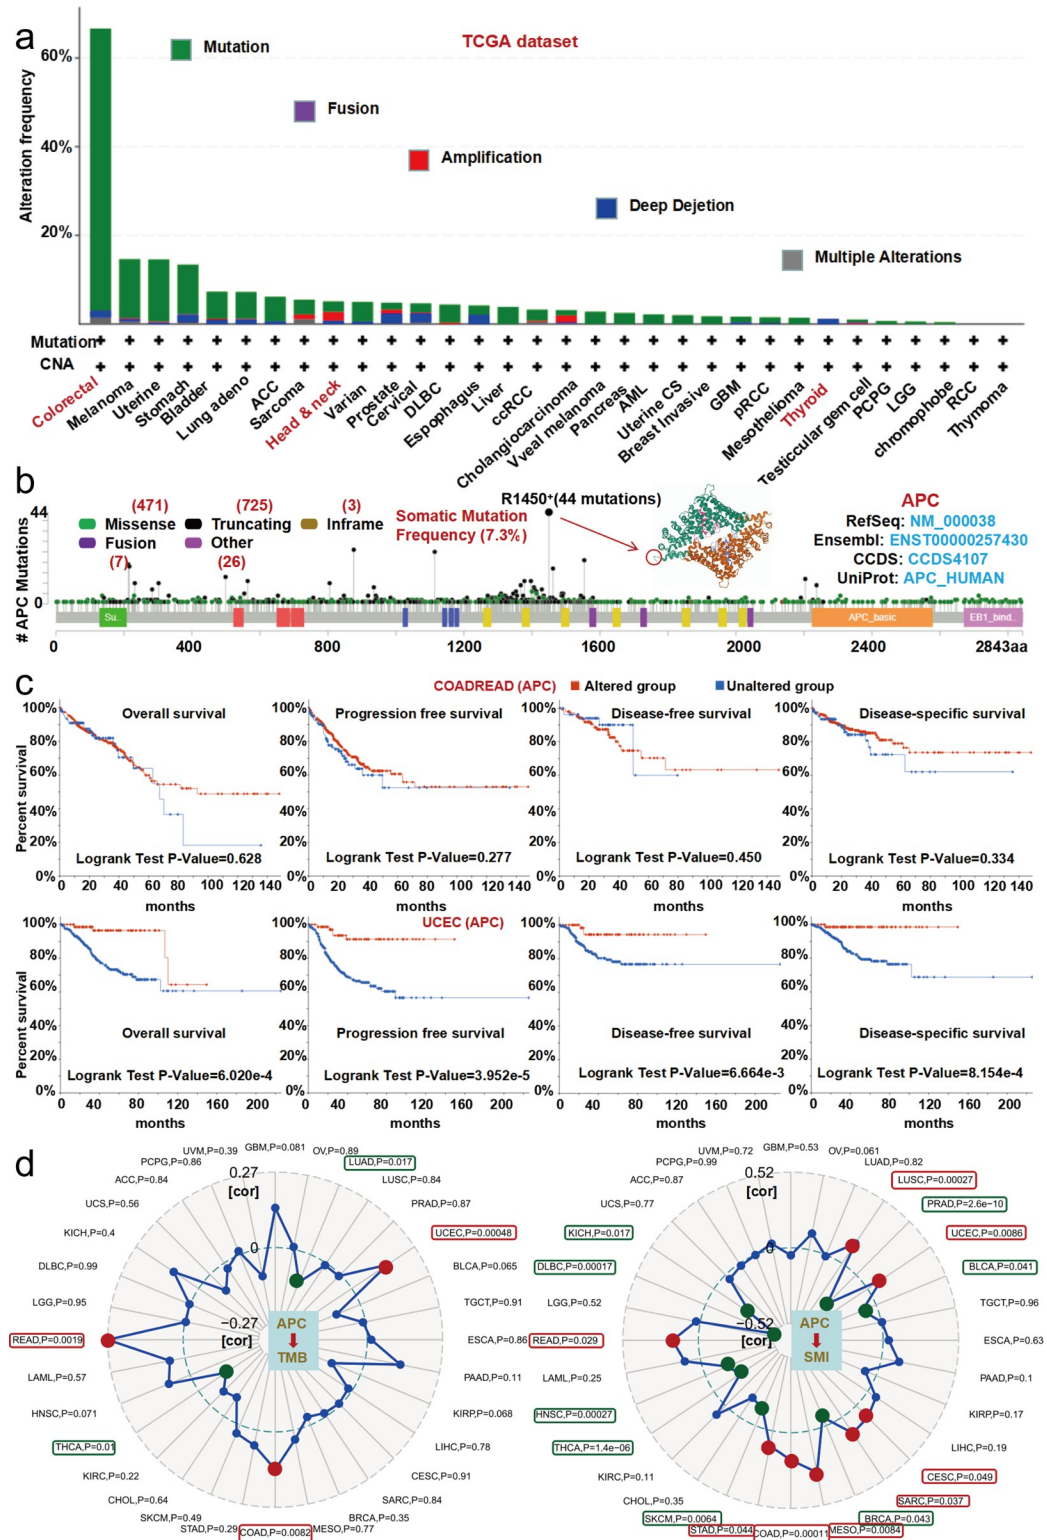 a
TCGA dataset
Alteration frequency
60%
40%
20%
Mutation
Fusion
Amplification
Deep Dejetion
Multiple Alterations
Mutation
CNA
Colorectal
Melanoma
Uterine
Stomach
Bladder
Lung adeno
ACC
Sarcoma
Head & neck
Varian
Prostate
Cervical
DLBC
Espophagus
Liver
ccRCC
Cholangiocarcinoma
Vveal melanoma
Pancreas
AML
Uterine CS
Breast Invasive
GBM
pRCC
Mesothelioma
Thyroid
Testicular gem cell
PCPG
LGG
chromophobe
RCC
Thymoma
b
# APC Mutations
44
0
(471) (725) (3)
Missense Truncating Inframe
Fusion Other
(7) (26)
Somatic Mutation
Frequency (7.3%)
R1450+(44 mutations)
APC
RefSeq: NM_000038
Ensembl: ENST00000257430
CCDS: CCDS4107
UniProt: APC_HUMAN
Su.. APC_basic EB1_bind..
0 400 800 1200 1600 2000 2400 2843aa
c
COADREAD (APC) Altered group Unaltered group
Percent survival
100%
80%
60%
40%
20%
0%
Overall survival
Logrank Test P-Value=0.628
0 20 40 60 80 100 120 140
months
100%
80%
60%
40%
20%
0%
Progression free survival
Logrank Test P-Value=0.277
0 20 40 60 80 100 120 140
months
100%
80%
60%
40%
20%
0%
Disease-free survival
Logrank Test P-Value=0.450
0 20 40 60 80 100 120 140
months
100%
80%
60%
40%
20%
0%
Disease-specific survival
Logrank Test P-Value=0.334
0 20 40 60 80 100 120 140
months
UCEC (APC)
Percent survival
100%
80%
60%
40%
20%
0%
Overall survival
Logrank Test P-Value=6.020e-4
0 40 80 120 160 200
months
100%
80%
60%
40%
20%
0%
Progression free survival
Logrank Test P-Value=3.952e-5
0 40 80 120 160 200
months
100%
80%
60%
40%
20%
0%
Disease-free survival
Logrank Test P-Value=6.664e-3
0 40 80 120 160 200
months
100%
80%
60%
40%
20%
0%
Disease-specific survival
Logrank Test P-Value=8.154e-4
0 40 80 120 160 200
months
d
GBM,P=0.081
OV,P=0.89
LUAD,P=0.017
LUSC,P=0.84
PRAD,P=0.87
UCEC,P=0.00048
BLCA,P=0.065
TGCT,P=0.91
ESCA,P=0.86
PAAD,P=0.11
KIRP,P=0.068
LIHC,P=0.78
CESC,P=0.91
SARC,P=0.84
BRCA,P=0.35
MESO,P=0.77
COAD,P=0.0082
STAD,P=0.29
SKCM,P=0.49
CHOL,P=0.64
KIRC,P=0.22
THCA,P=0.01
HNSC,P=0.071
LAML,P=0.57
READ,P=0.0019
LGG,P=0.95
DLBC,P=0.99
KICH,P=0.4
UCS,P=0.56
ACC,P=0.84
PCPG,P=0.86
UVM,P=0.39
0.27
[cor]
0
−0.27
[cor]
APC
TMB
GBM,P=0.53
OV,P=0.061
LUAD,P=0.82
LUSC,P=0.00027
PRAD,P=2.6e−10
UCEC,P=0.0086
BLCA,P=0.041
TGCT,P=0.96
ESCA,P=0.63
PAAD,P=0.1
KIRP,P=0.17
LIHC,P=0.19
CESC,P=0.049
SARC,P=0.037
BRCA,P=0.043
MESO,P=0.0084
COAD,P=0.00011
STAD,P=0.044
SKCM,P=0.0064
CHOL,P=0.35
KIRC,P=0.11
THCA,P=1.4e−06
HNSC,P=0.00027
LAML,P=0.25
READ,P=0.029
LGG,P=0.52
DLBC,P=0.00017
KICH,P=0.017
UCS,P=0.77
ACC,P=0.87
PCPG,P=0.99
UVM,P=0.72
0.52
[cor]
0
−0.52
[cor]
APC
SMI